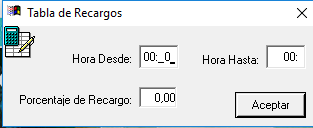 Tabla de Recargos
Hora Desde: 00:_0_ Hora Hasta: 00:
Porcentaje de Recargo: 0,00
Aceptar